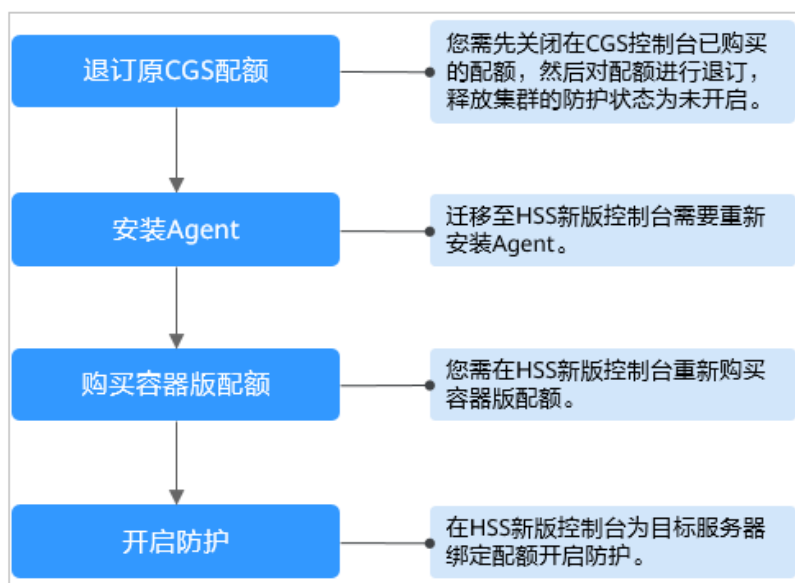 退订原CGS配额
您需先关闭在CGS控制台已购买
的配额，然后对配额进行退订，
释放集群的防护状态为未开启。
安装Agent
迁移至HSS新版控制台需要重新
安装Agent。
购买容器版配额
您需在HSS新版控制台重新购买
容器版配额。
开启防护
在HSS新版控制台为目标服务器
绑定配额开启防护。